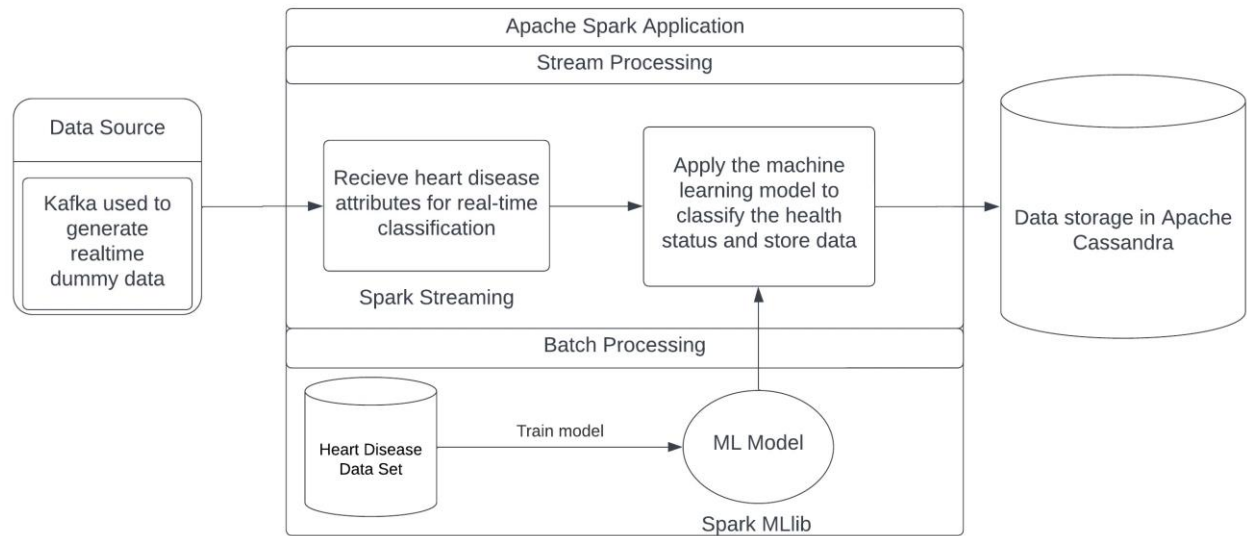 Apache Spark Application
Stream Processing
Data Source
Kafka used to
generate
realtime
dummy data
Recieve heart disease
attributes for real-time
classification
Spark Streaming
Apply the machine
learning model to
classify the health
status and store data
Data storage in Apache
Cassandra
Batch Processing
Heart Disease
Data Set
Train model
ML Model
Spark MLlib